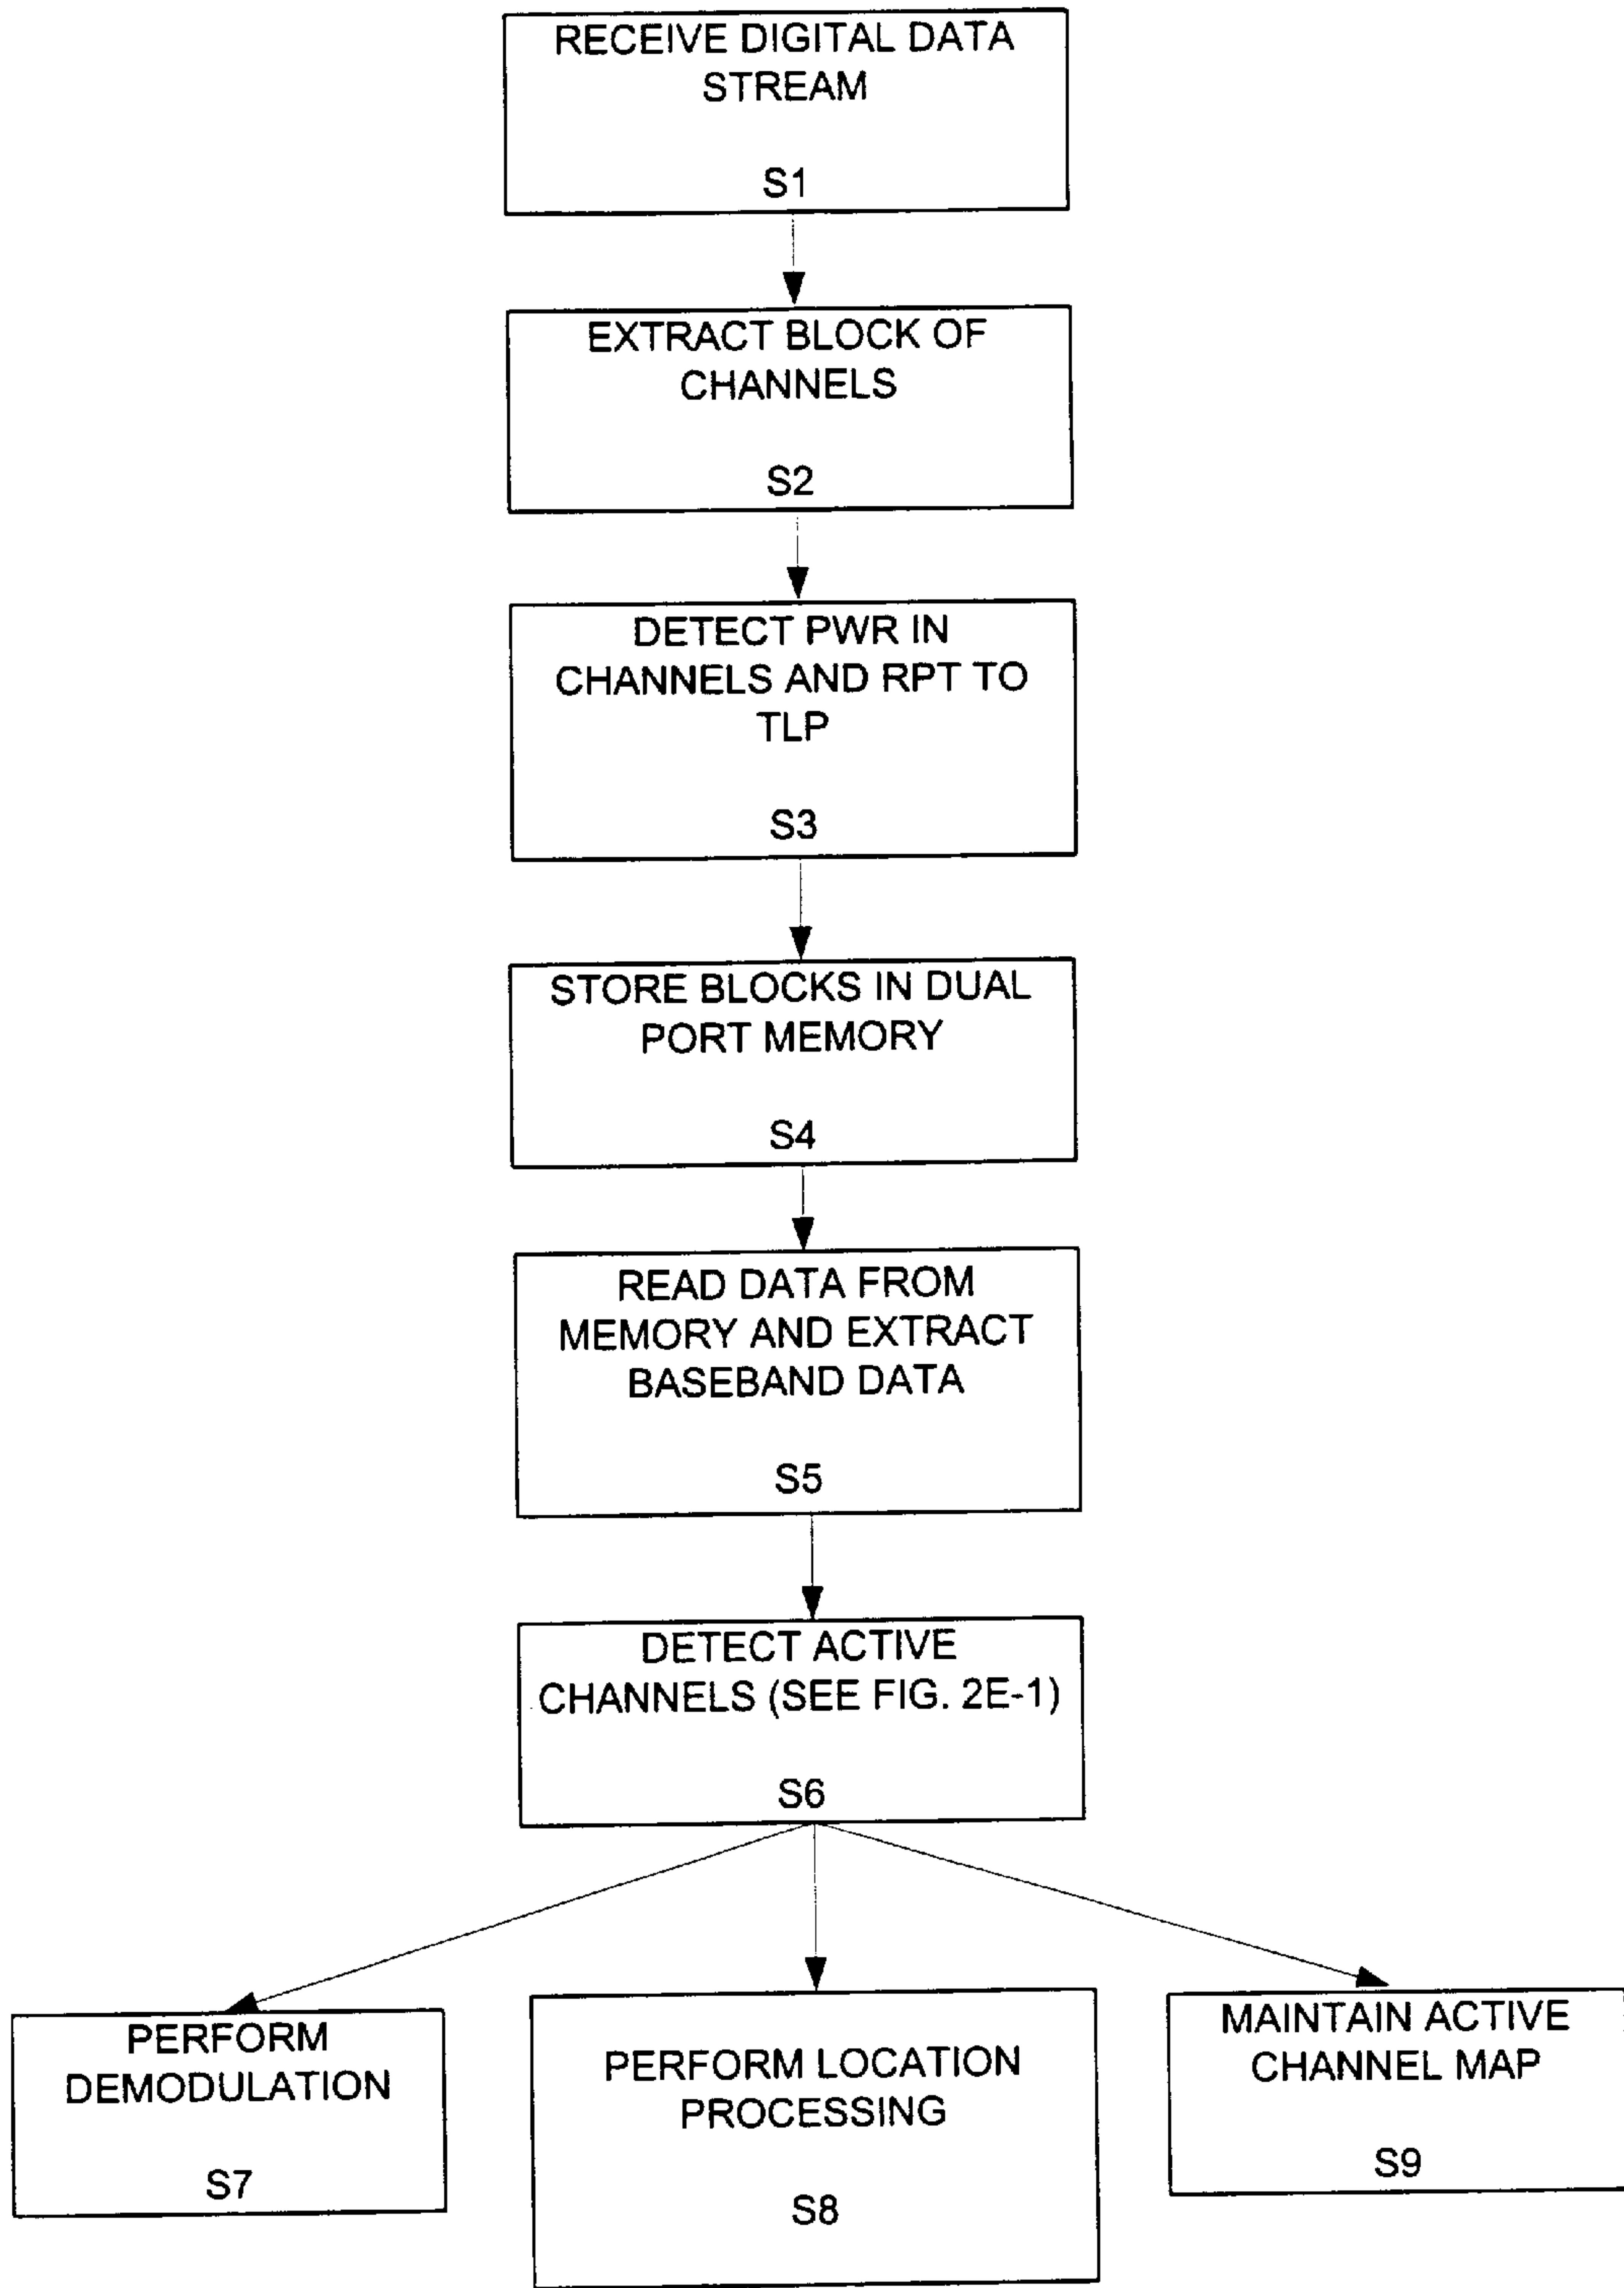 RECEIVE DIGITAL DATA
STREAM
S1
EXTRACT BLOCK OF
CHANNELS
S2
DETECT PWR IN
CHANNELS AND RPT TO
TLP
S3
STORE BLOCKS IN DUAL
PORT MEMORY
S4
READ DATA FROM
MEMORY AND EXTRACT
BASEBAND DATA
S5
DETECT ACTIVE
CHANNELS (SEE FIG. 2E-1)
S6
PERFORM
DEMODULATION
S7
PERFORM LOCATION
PROCESSING
S8
MAINTAIN ACTIVE
CHANNEL MAP
S9